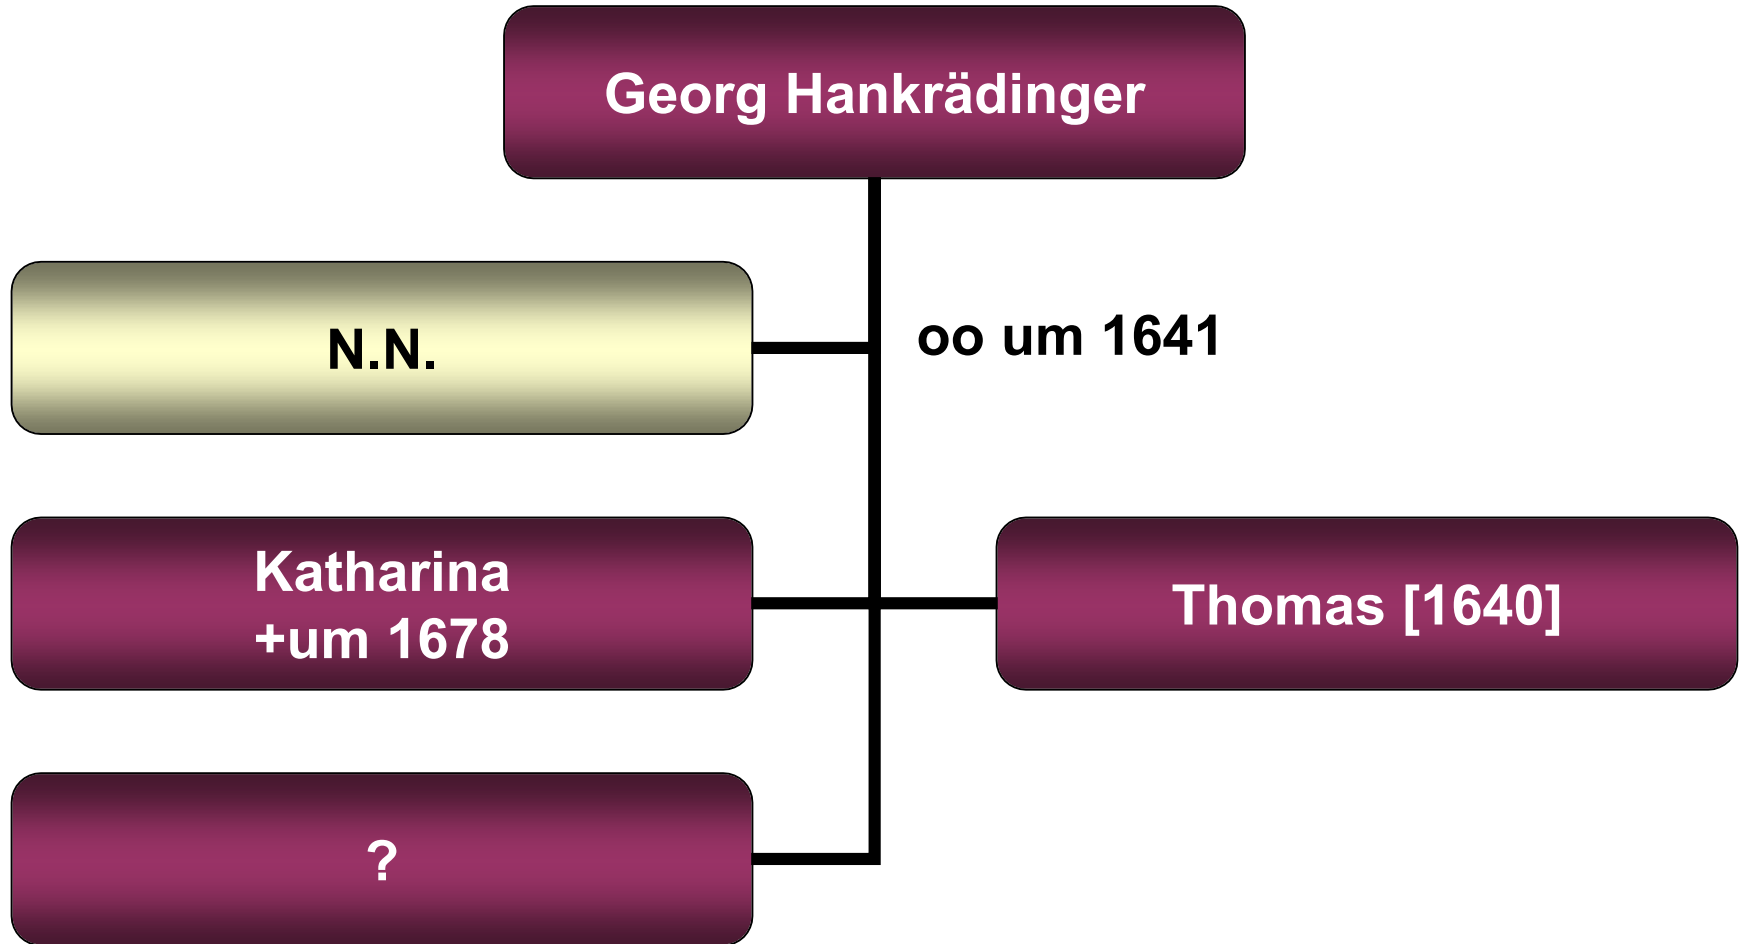 Georg Hankrädinger
N.N.
oo um 1641
Katharina
+um 1678
Thomas [1640]
?